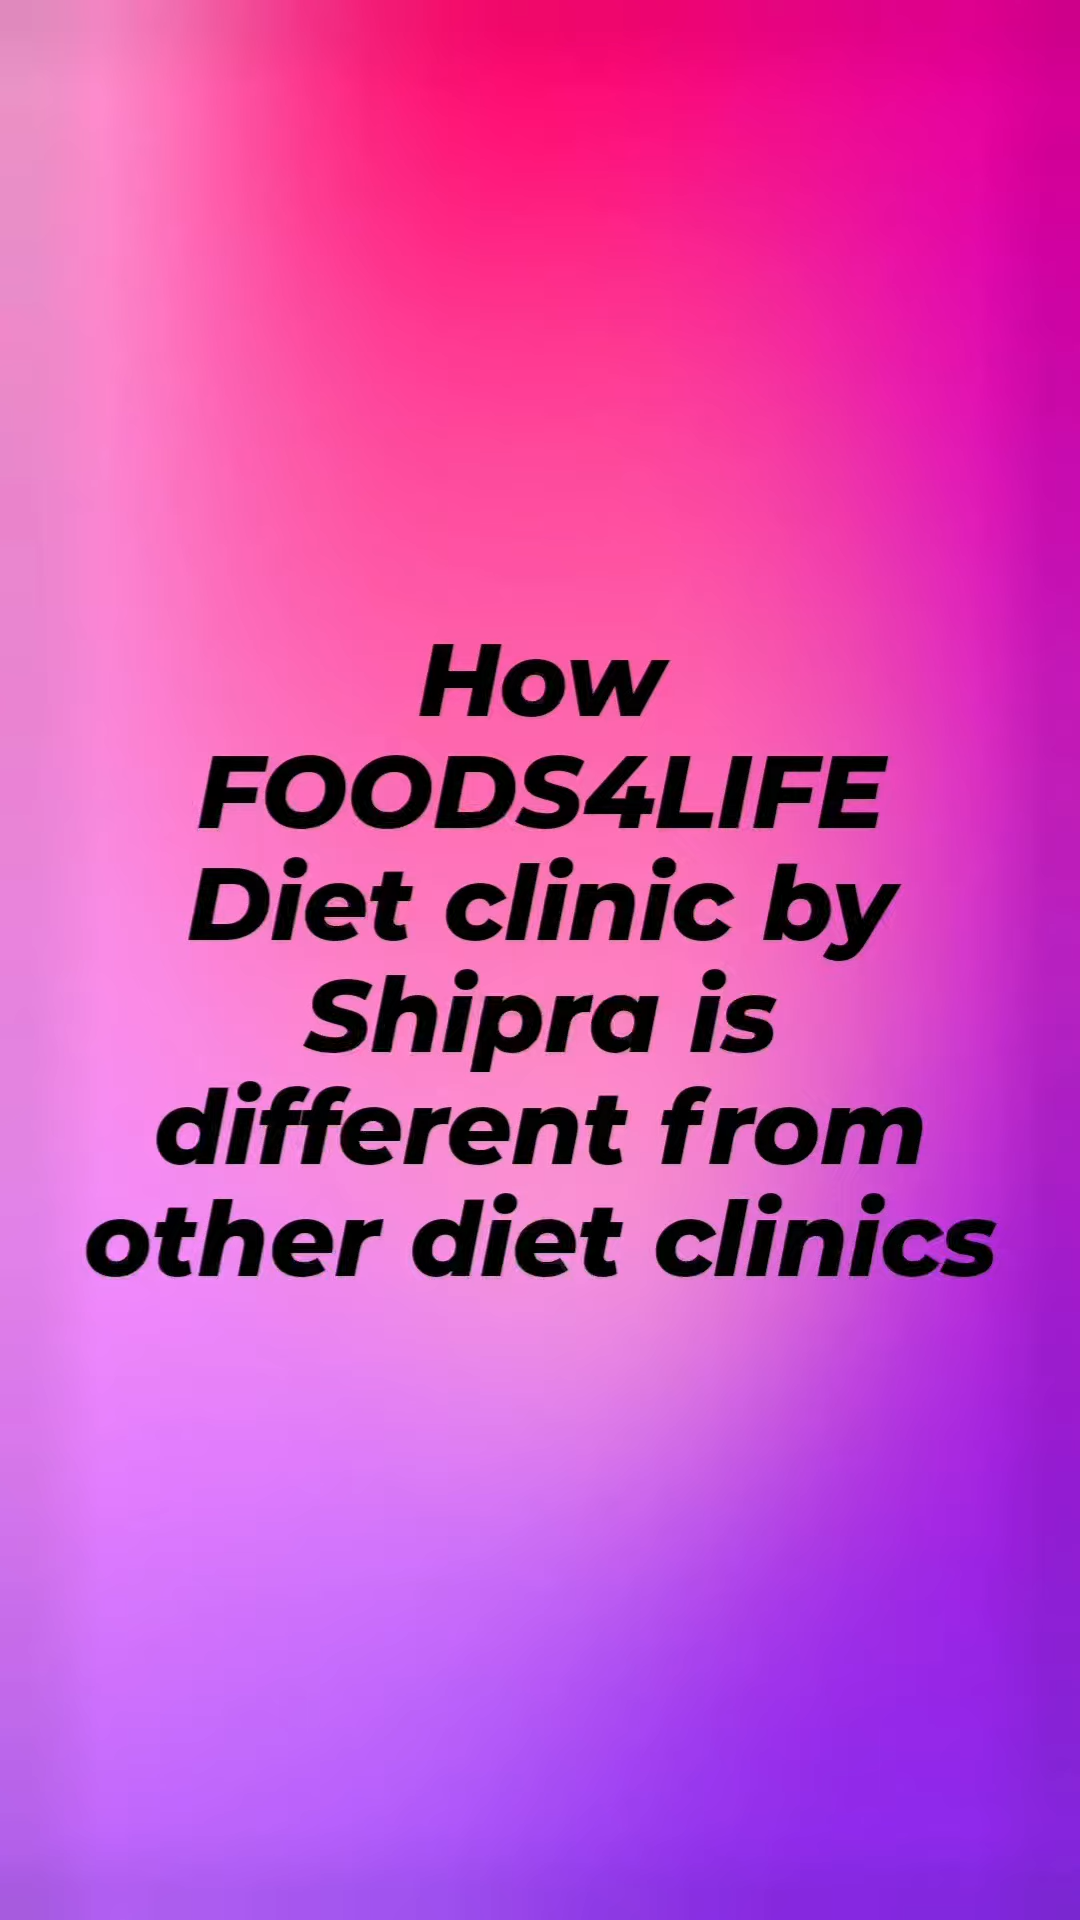 How
FOODS4LIFE
Diet clinic by
Shipra is
different from
other diet clinics